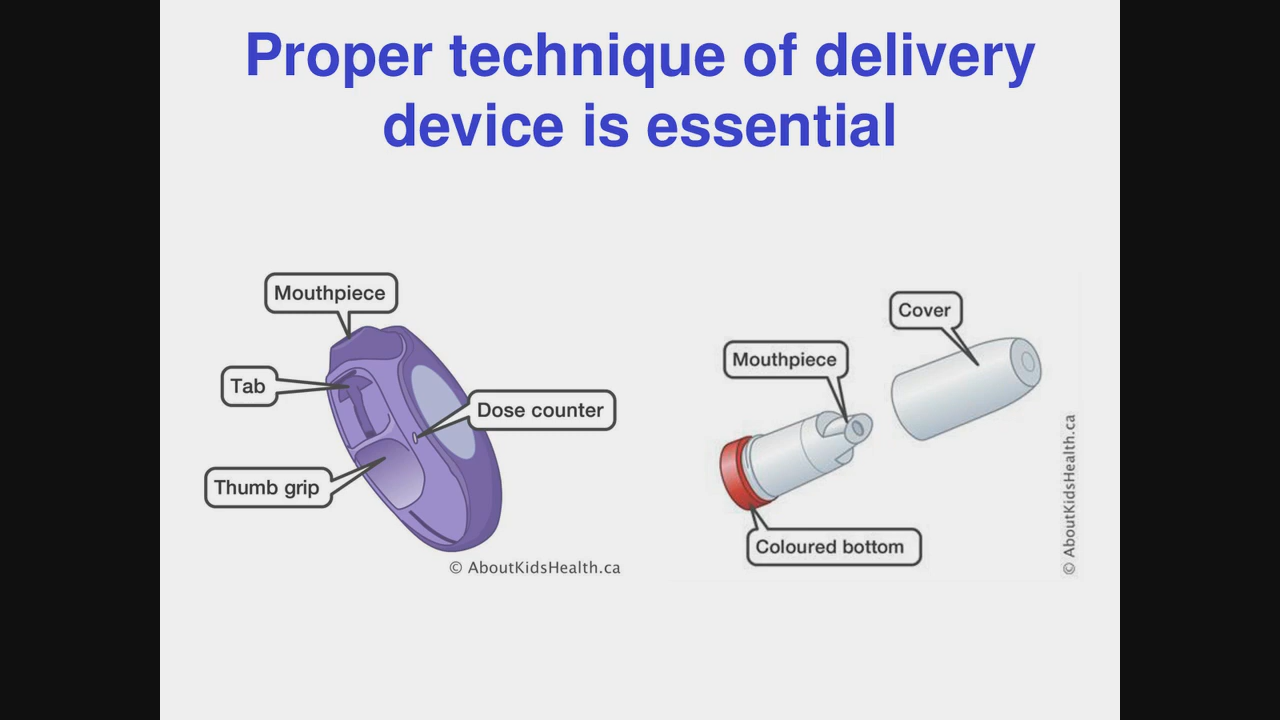 Proper technique of delivery
device is essential
Mouthpiece
Tab
Dose counter
Thumb grip
© AboutKidsHealth.ca
Cover
Mouthpiece
Coloured bottom
© AboutKidsHealth.ca